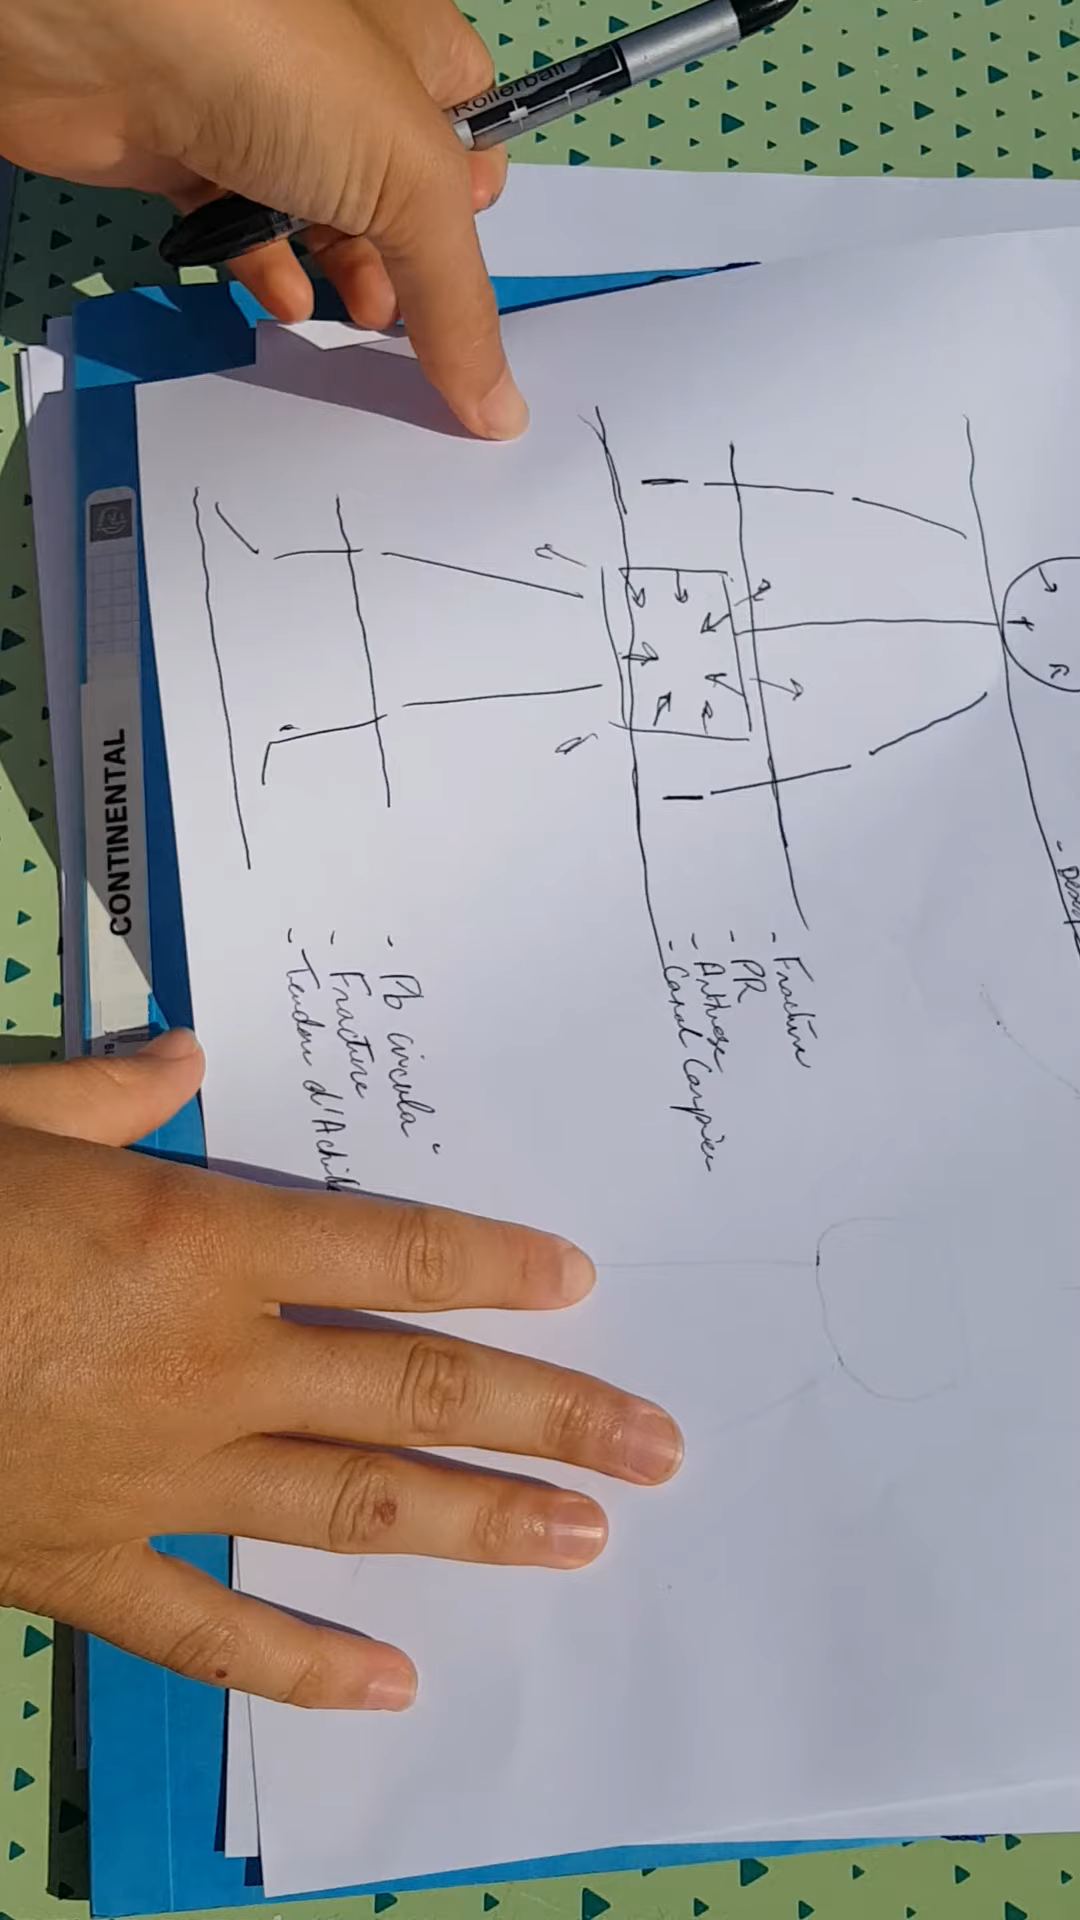 Rollerball
CONTINENTAL
- Fracture
- PR
- Arthrose
- Canal Carpien
- Pb circula°
- Fracture
- Tendon d'Achil